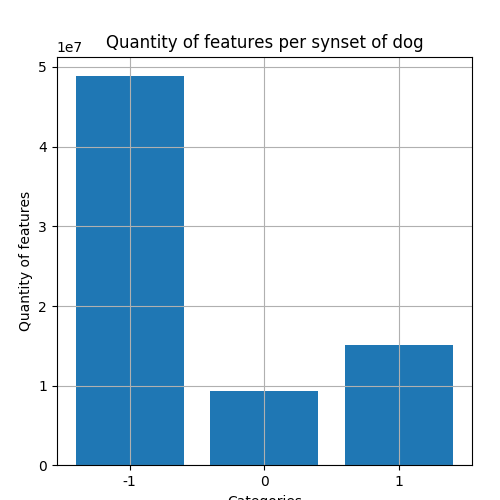 Quantity of features per synset of dog
1e7
5
4
3
2
1
0
Quantity of features
-1 0 1
Categories